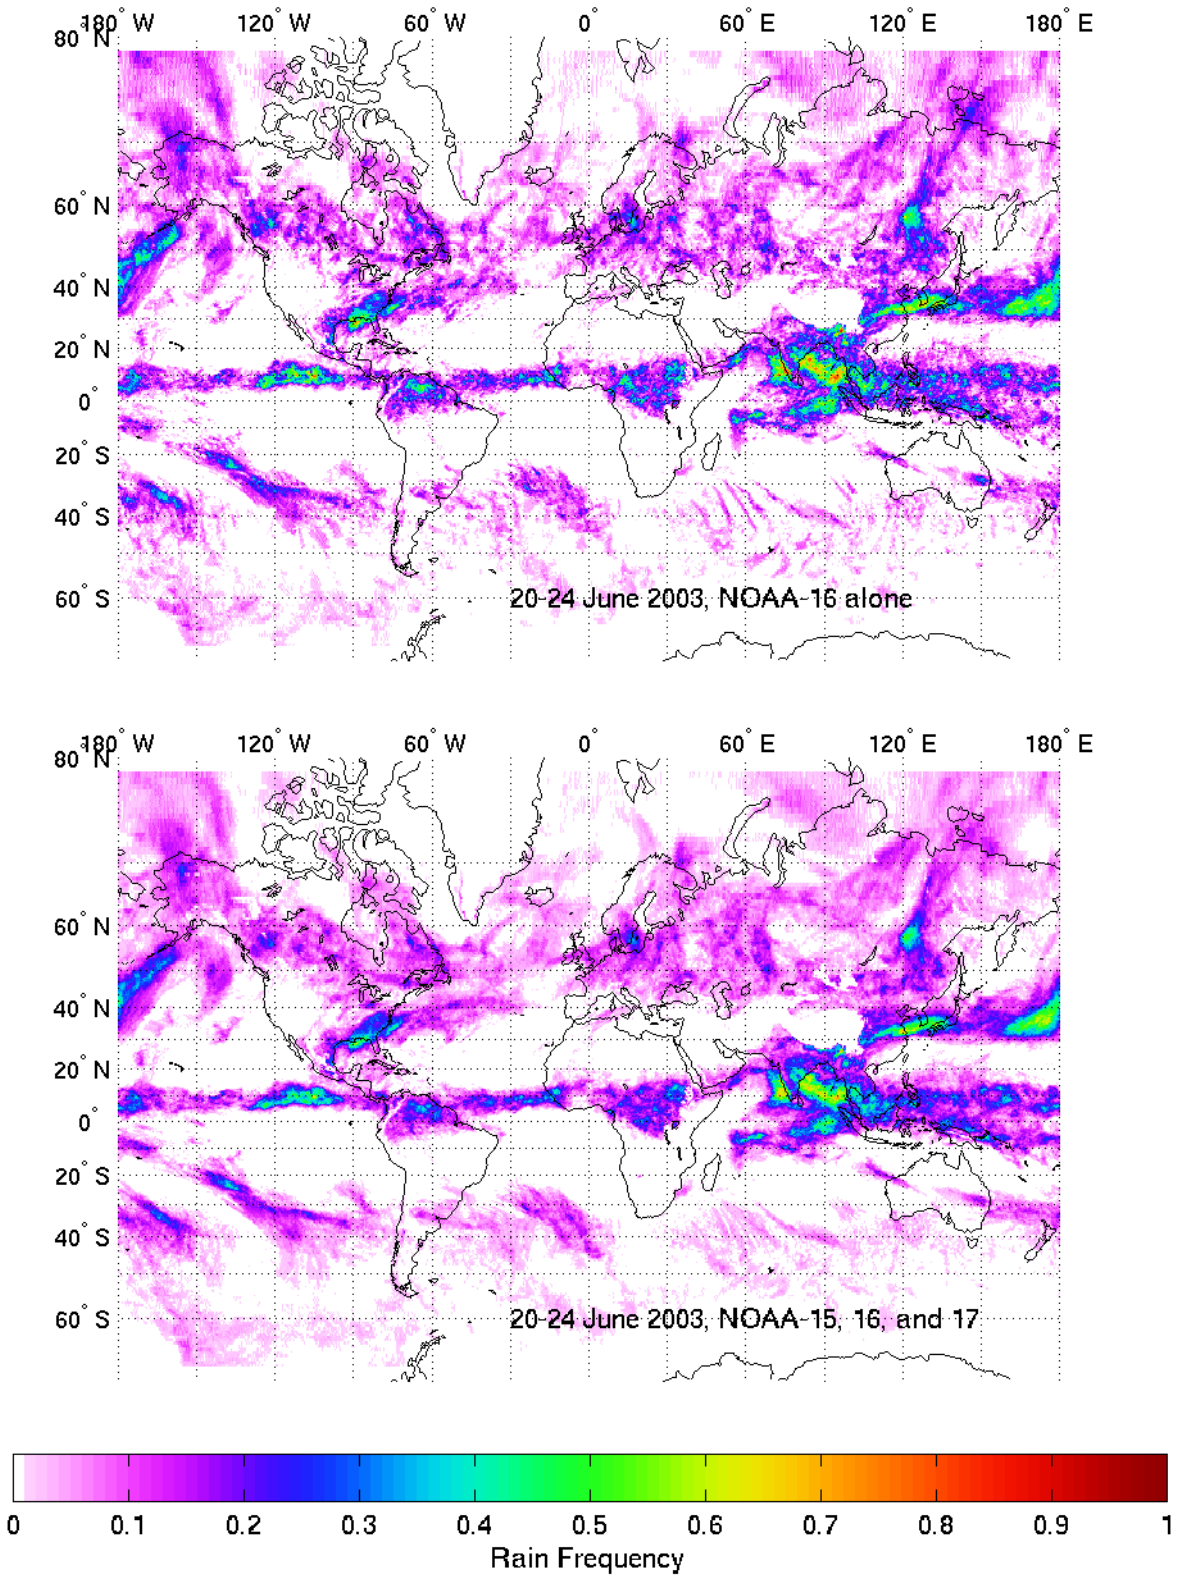 180° W 120° W 60° W 0° 60° E 120° E 180° E
80° N
60° N
40° N
20° N
0°
20° S
40° S
60° S
20-24 June 2003, NOAA-16 alone
180° W 120° W 60° W 0° 60° E 120° E 180° E
80° N
60° N
40° N
20° N
0°
20° S
40° S
60° S
20-24 June 2003, NOAA-15, 16, and 17
0 0.1 0.2 0.3 0.4 0.5 0.6 0.7 0.8 0.9 1
Rain Frequency